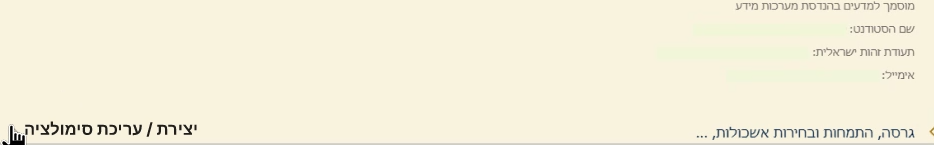 מוסמך למדעים בהנדסת מערכות מידע
שם הסטודנט:
תעודת זהות ישראלית:
אימייל:
יצירת / עריכת סימולציה
גרסה, התמחות ובחירות אשכולות, ...